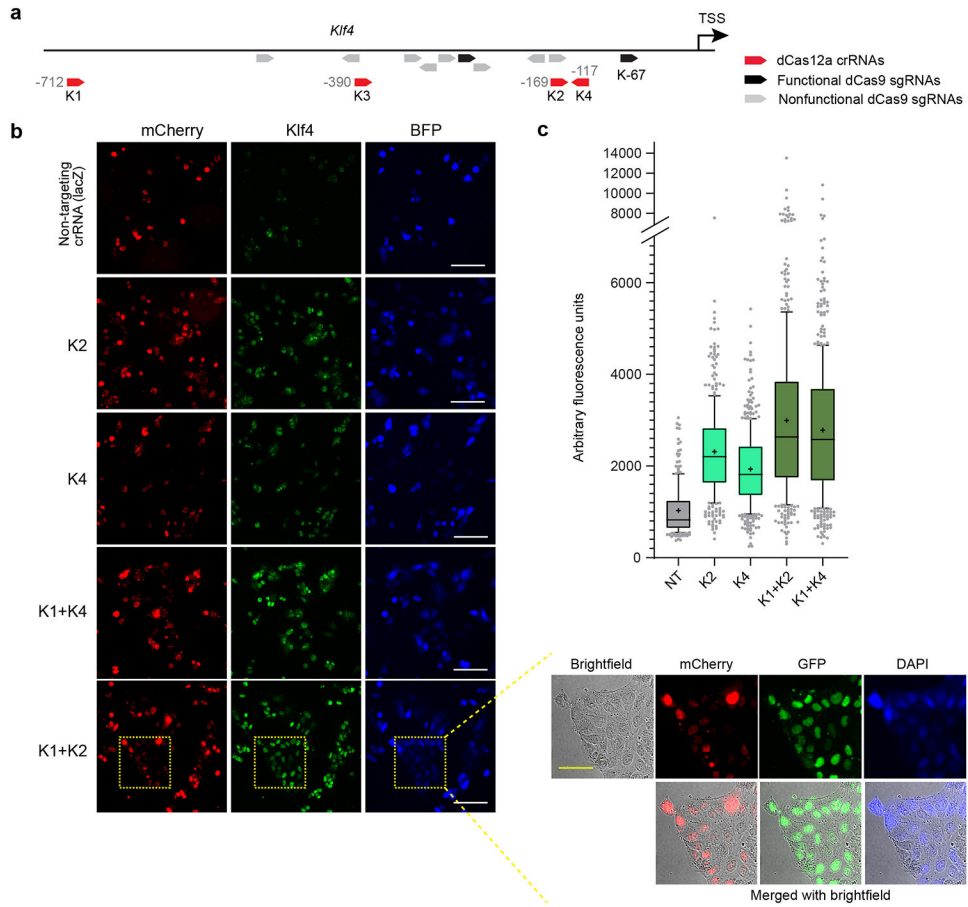 a
Klf4
TSS
-712
-390
-169
-117
K1
K3
K2
K4
K-67
dCas12a crRNAs
Functional dCas9 sgRNAs
Nonfunctional dCas9 sgRNAs
b
mCherry
Klf4
BFP
Non-targeting
crRNA (lacZ)
K2
K4
K1+K4
K1+K2
c
Arbitrary fluorescence units
14000
12000
10000
8000
6000
4000
2000
0
NT
K2
K4
K1+K2
K1+K4
Brightfield
mCherry
GFP
DAPI
Merged with brightfield